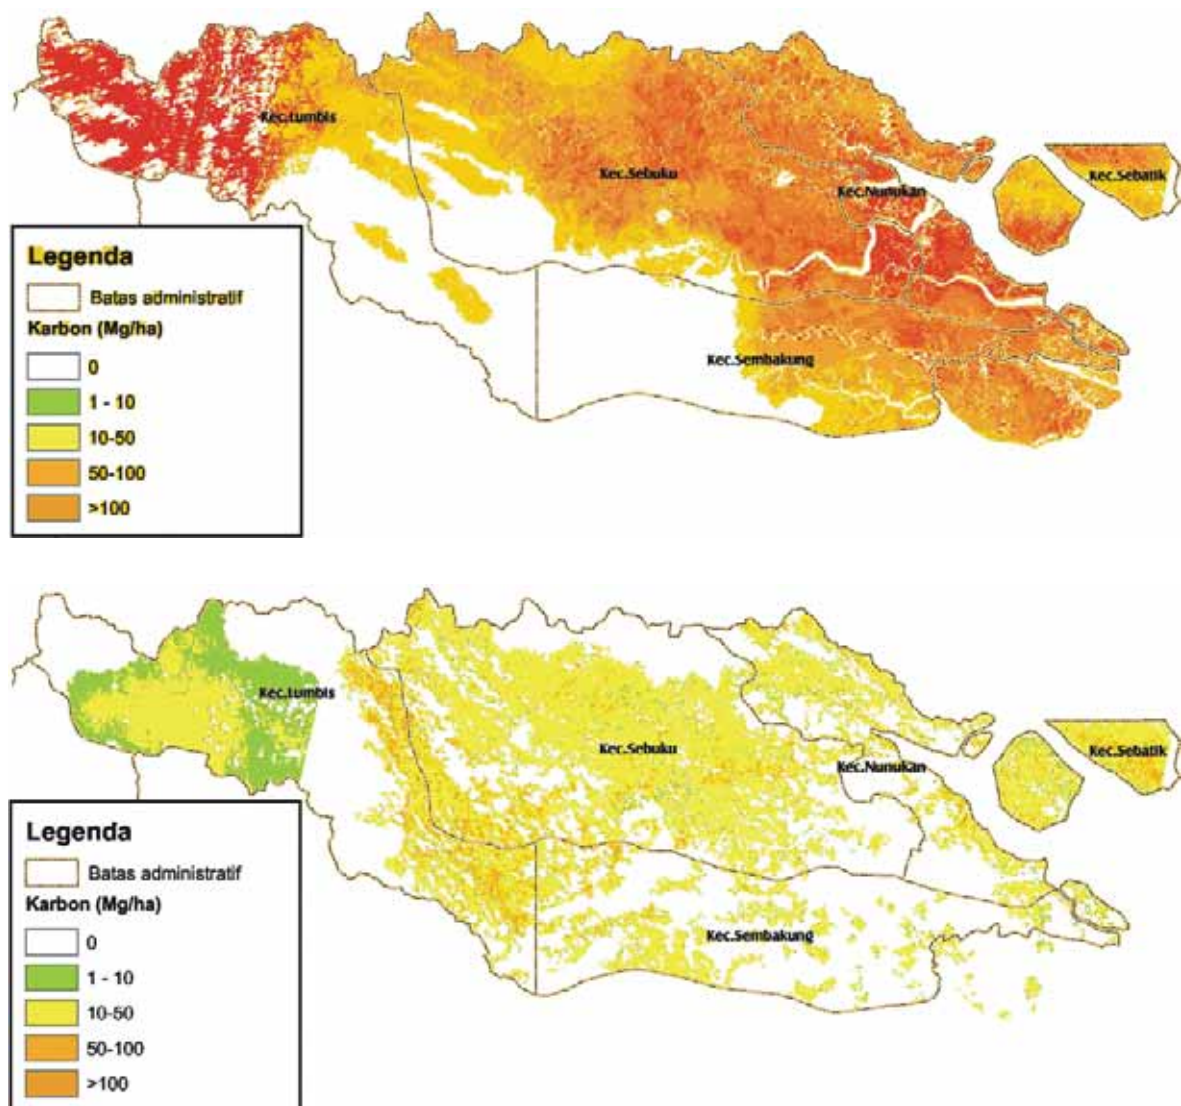 Kec.Lumbis
Kec.Sebuku
Kec.Nunukan
Kec.Sebatik
Kec.Sembakung
Legenda
Batas administratif
Karbon (Mg/ha)
0
1 - 10
10-50
50-100
>100
Kec.Lumbis
Kec.Sebuku
Kec.Nunukan
Kec.Sebatik
Kec.Sembakung
Legenda
Batas administratif
Karbon (Mg/ha)
0
1 - 10
10-50
50-100
>100